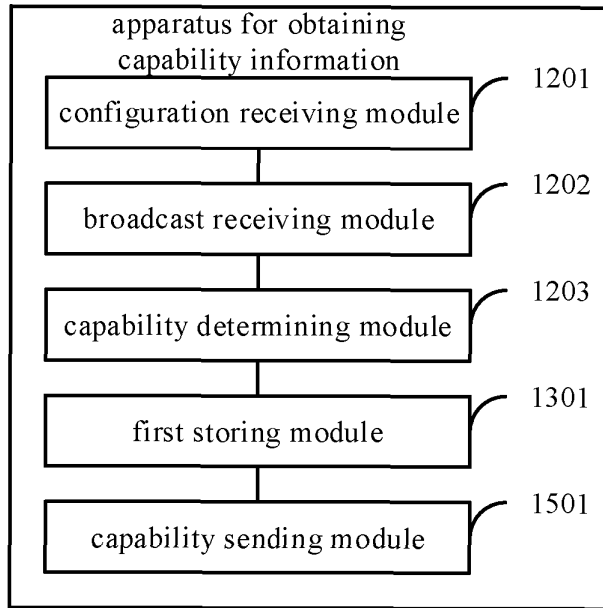 apparatus for obtaining
capability information
configuration receiving module
1201
broadcast receiving module
1202
capability determining module
1203
first storing module
1301
capability sending module
1501